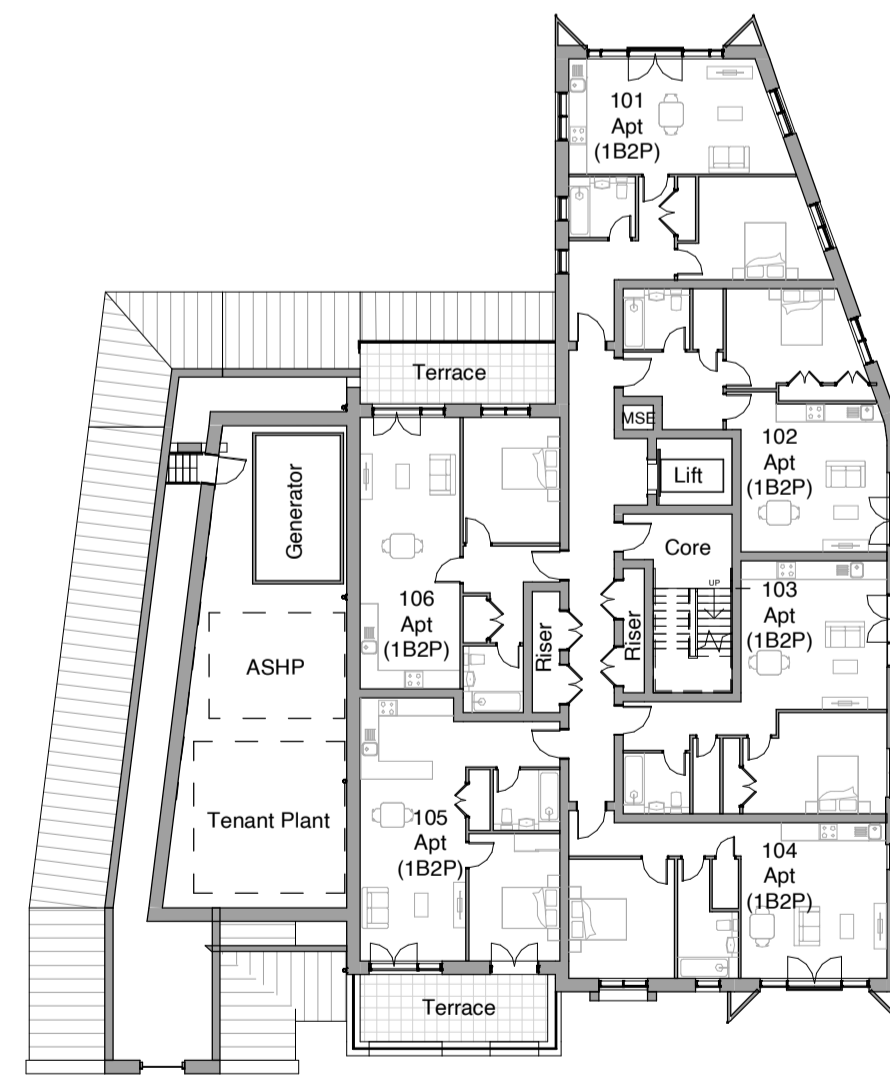 101
Apt
(1B2P)
Terrace
MSE
102
Apt
(1B2P)
Lift
Generator
Core
UP
103
Apt
(1B2P)
106
Apt
(1B2P)
Riser
Riser
ASHP
Tenant Plant
105
Apt
(1B2P)
104
Apt
(1B2P)
Terrace